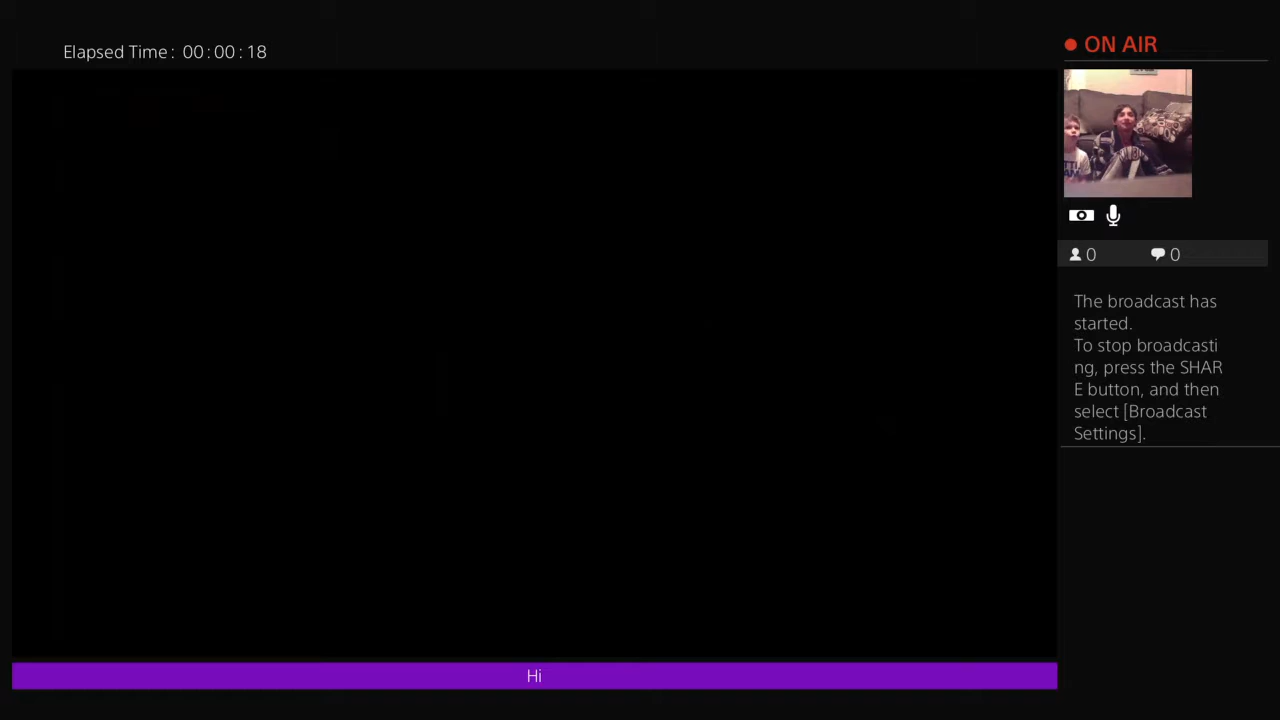 Elapsed Time: 00:00:18
ON AIR
0 0
The broadcast has
started.
To stop broadcasti
ng, press the SHAR
E button, and then
select [Broadcast
Settings].
Hi